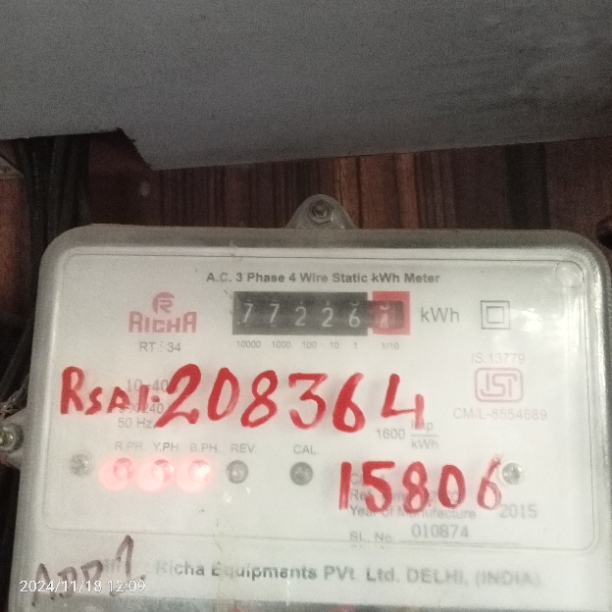 A.C. 3 Phase 4 Wire Static kWh Meter
RICHA
77226
kWh
10000 1000 100 10 1 1/10
RT : 34
IS:13779
ISI
CM/L-8554689
10-40
RSAI-208364
240
50 Hz
1600 Imp/kWh
R.PH. Y.PH. B.PH. REV. CAL.
15806
Year of Manufacture 2015
SL. No. 010874
Richa Equipments PVt. Ltd. DELHI, (INDIA)
2024/11/18 12:09